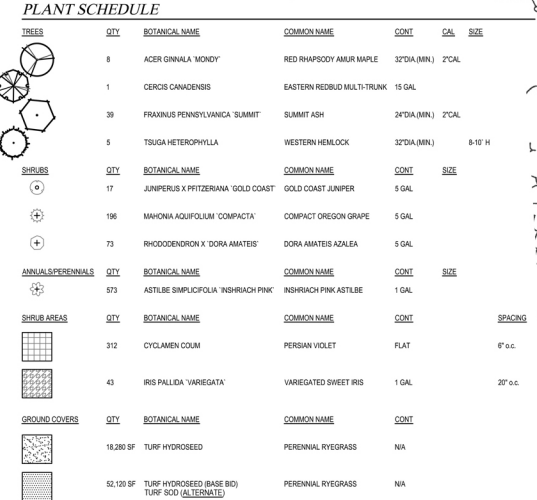 PLANT SCHEDULE
TREES QTY BOTANICAL NAME COMMON NAME CONT CAL SIZE
8 ACER GINNALA `MONDY` RED RHAPSODY AMUR MAPLE 32"DIA.(MIN.) 2"CAL
1 CERCIS CANADENSIS EASTERN REDBUD MULTI-TRUNK 15 GAL
39 FRAXINUS PENNSYLVANICA `SUMMIT` SUMMIT ASH 24"DIA.(MIN.) 2"CAL
5 TSUGA HETEROPHYLLA WESTERN HEMLOCK 32"DIA.(MIN.) 8-10` H
SHRUBS QTY BOTANICAL NAME COMMON NAME CONT SIZE
17 JUNIPERUS X PFITZERIANA `GOLD COAST` GOLD COAST JUNIPER 5 GAL
196 MAHONIA AQUIFOLIUM `COMPACTA` COMPACT OREGON GRAPE 5 GAL
73 RHODODENDRON X `DORA AMATEIS` DORA AMATEIS AZALEA 5 GAL
ANNUALS/PERENNIALS QTY BOTANICAL NAME COMMON NAME CONT SIZE
573 ASTILBE SIMPLICIFOLIA `INSHRIACH PINK` INSHRIACH PINK ASTILBE 1 GAL
SHRUB AREAS QTY BOTANICAL NAME COMMON NAME CONT SPACING
312 CYCLAMEN COUM PERSIAN VIOLET FLAT 6" o.c.
43 IRIS PALLIDA `VARIEGATA` VARIEGATED SWEET IRIS 1 GAL 20" o.c.
GROUND COVERS QTY BOTANICAL NAME COMMON NAME CONT
18,280 SF TURF HYDROSEED PERENNIAL RYEGRASS N/A
52,120 SF TURF HYDROSEED (BASE BID) PERENNIAL RYEGRASS N/A
TURF SOD (ALTERNATE)